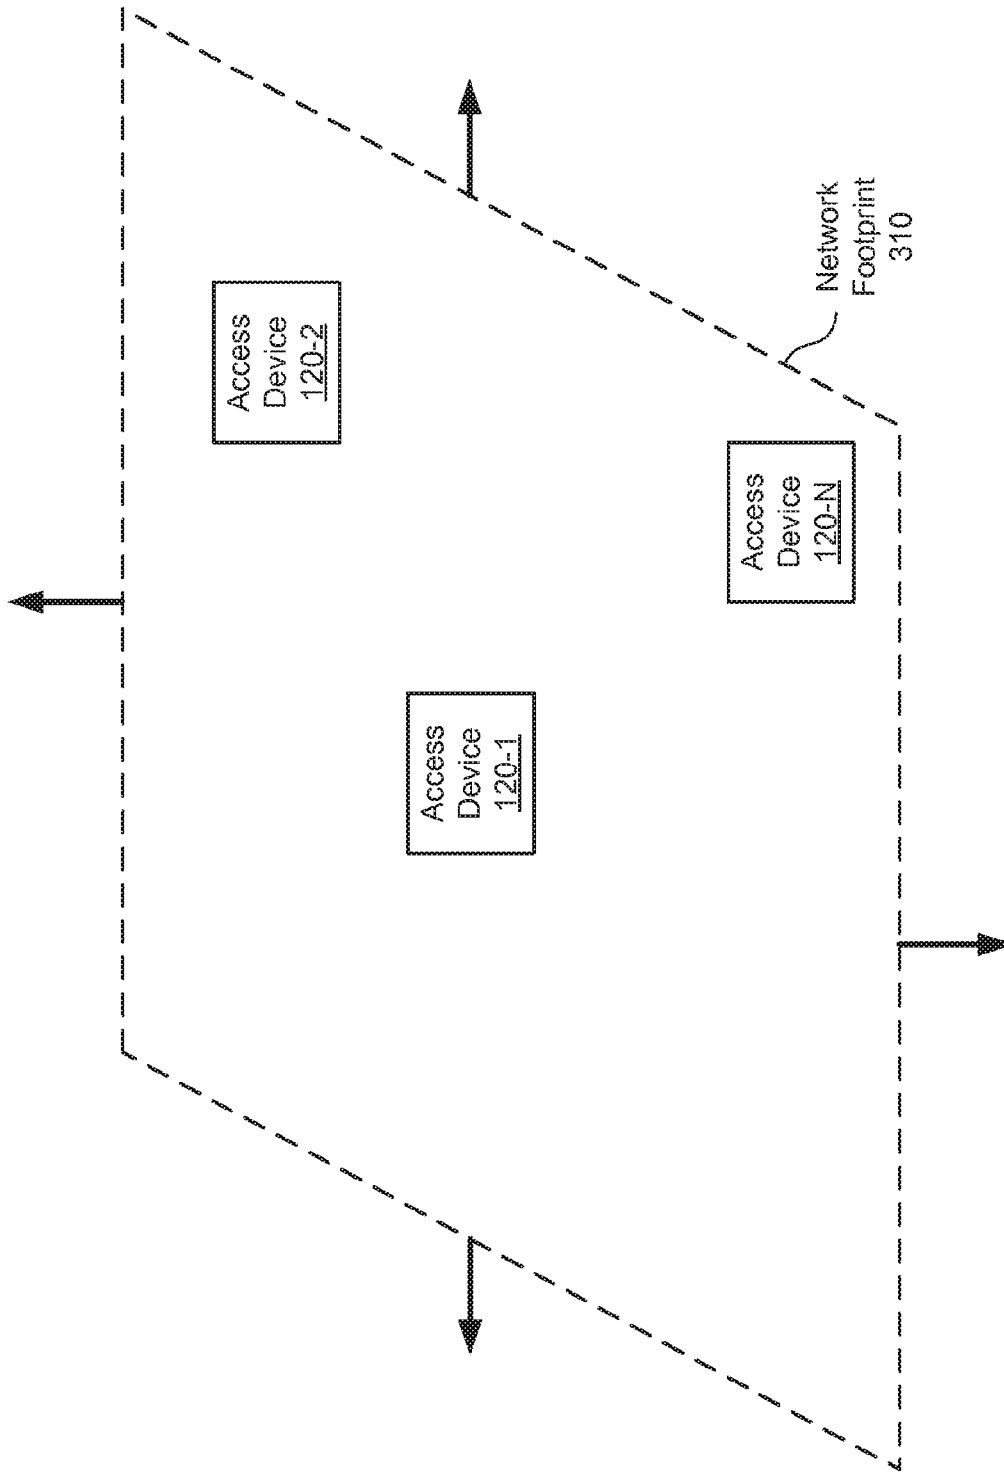 Access
Device
120-1
Access
Device
120-2
Access
Device
120-N
Network
Footprint
310